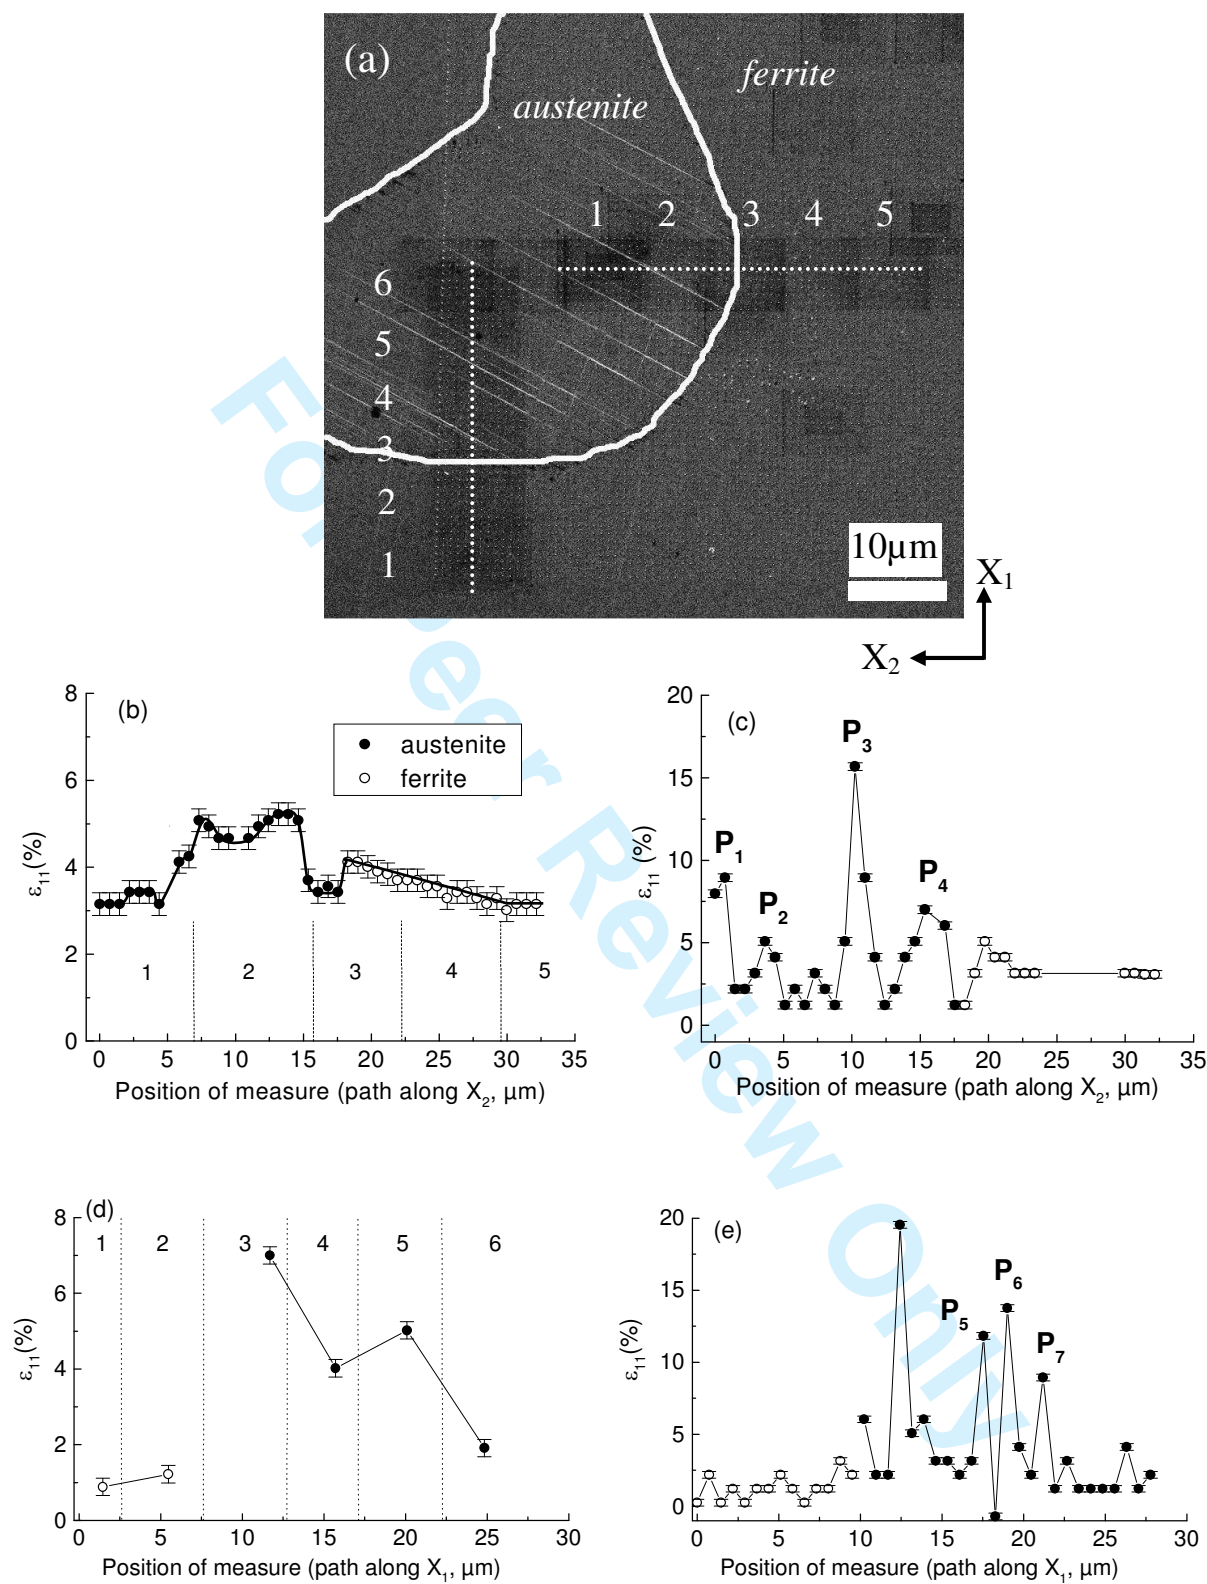 (a)
ferrite
austenite
1 2 3 4 5
6
5
4
3
2
1
10µm
X1
X2
For Peer Review Only
(b)
austenite
ferrite
8
6
4
2
0
ε11(%)
1 2 3 4 5
0 5 10 15 20 25 30 35
Position of measure (path along X2, µm)
(c)
P1
P2
P3
P4
20
15
10
5
0
ε11 (%)
0 5 10 15 20 25 30 35
Position of measure (path along X2, µm)
(d)
1 2 3 4 5 6
8
6
4
2
0
ε11(%)
0 5 10 15 20 25 30
Position of measure (path along X1, µm)
(e)
P5
P6
P7
20
15
10
5
0
ε11(%)
0 5 10 15 20 25 30
Position of measure (path along X1, µm)